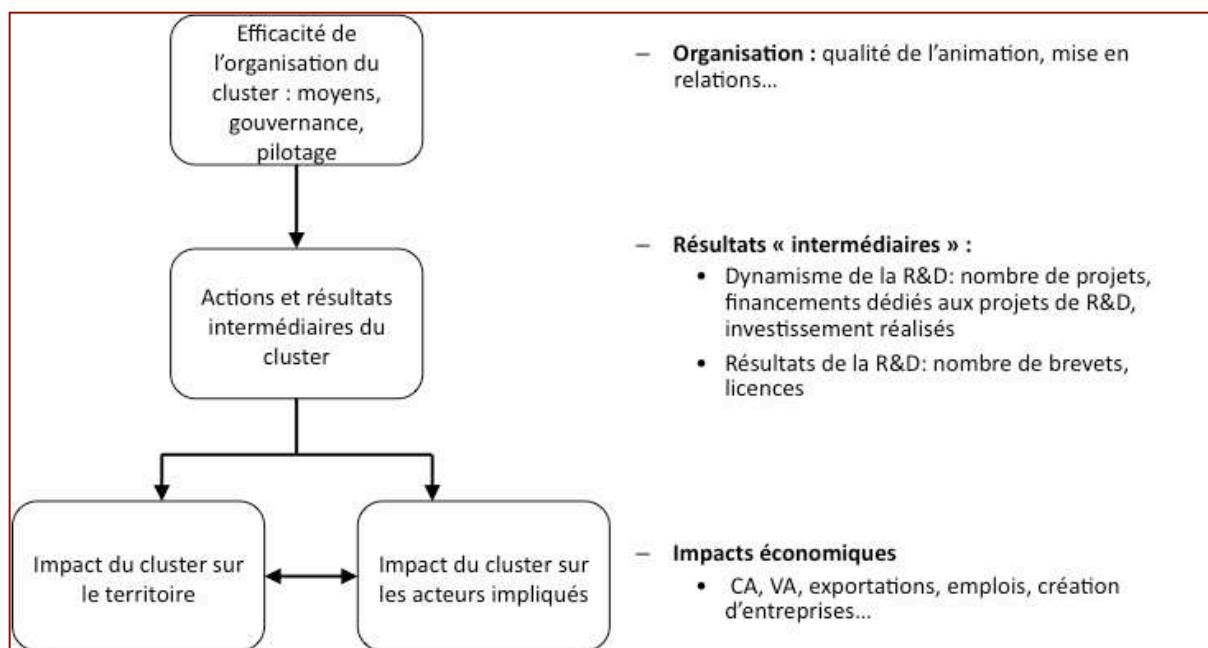 Efficacité de
l'organisation du
cluster : moyens,
gouvernance,
pilotage
– Organisation : qualité de l'animation, mise en
relations…
Actions et résultats
intermédiaires du
cluster
– Résultats « intermédiaires » :
• Dynamisme de la R&D: nombre de projets,
financements dédiés aux projets de R&D,
investissement réalisés
• Résultats de la R&D: nombre de brevets,
licences
Impact du cluster sur
le territoire
Impact du cluster sur
les acteurs impliqués
– Impacts économiques
• CA, VA, exportations, emplois, création
d'entreprises…